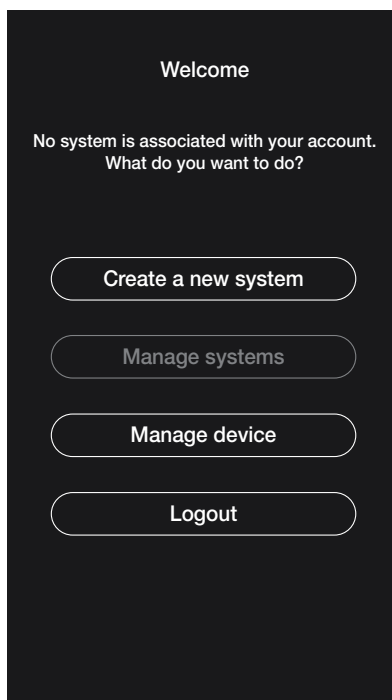 Welcome
No system is associated with your account.
What do you want to do?
Create a new system
Manage systems
Manage device
Logout